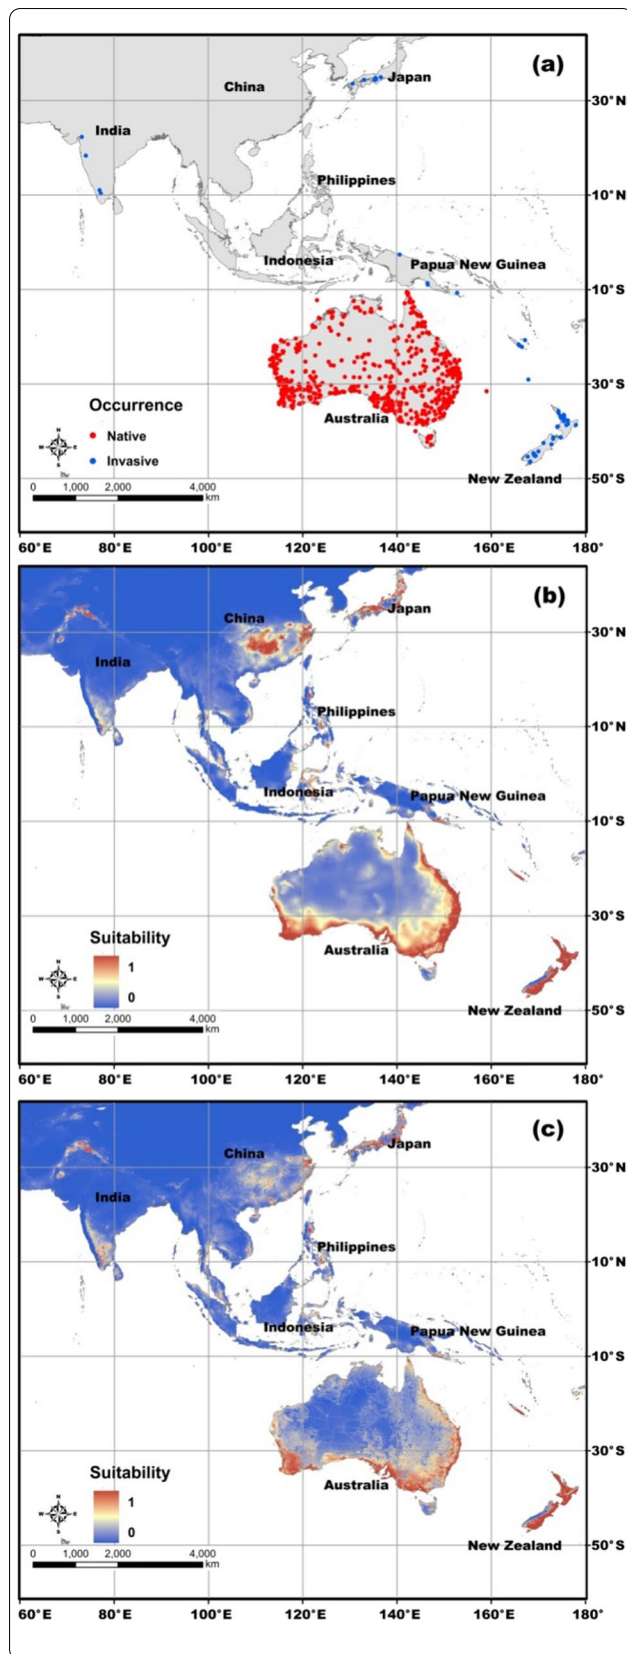 (a)
China
Japan
India
Philippines
Indonesia
Papua New Guinea
Australia
New Zealand
Occurrence
Native
Invasive
N
W E
S
0 1,000 2,000 4,000
km
30°N
10°N
10°S
30°S
50°S
60°E 80°E 100°E 120°E 140°E 160°E 180°
(b)
China
Japan
India
Philippines
Indonesia
Papua New Guinea
Australia
New Zealand
Suitability
1
0
N
W E
S
0 1,000 2,000 4,000
km
30°N
10°N
10°S
30°S
50°S
60°E 80°E 100°E 120°E 140°E 160°E 180°
(c)
China
Japan
India
Philippines
Indonesia
Papua New Guinea
Australia
New Zealand
Suitability
1
0
N
W E
S
0 1,000 2,000 4,000
km
30°N
10°N
10°S
30°S
50°S
60°E 80°E 100°E 120°E 140°E 160°E 180°